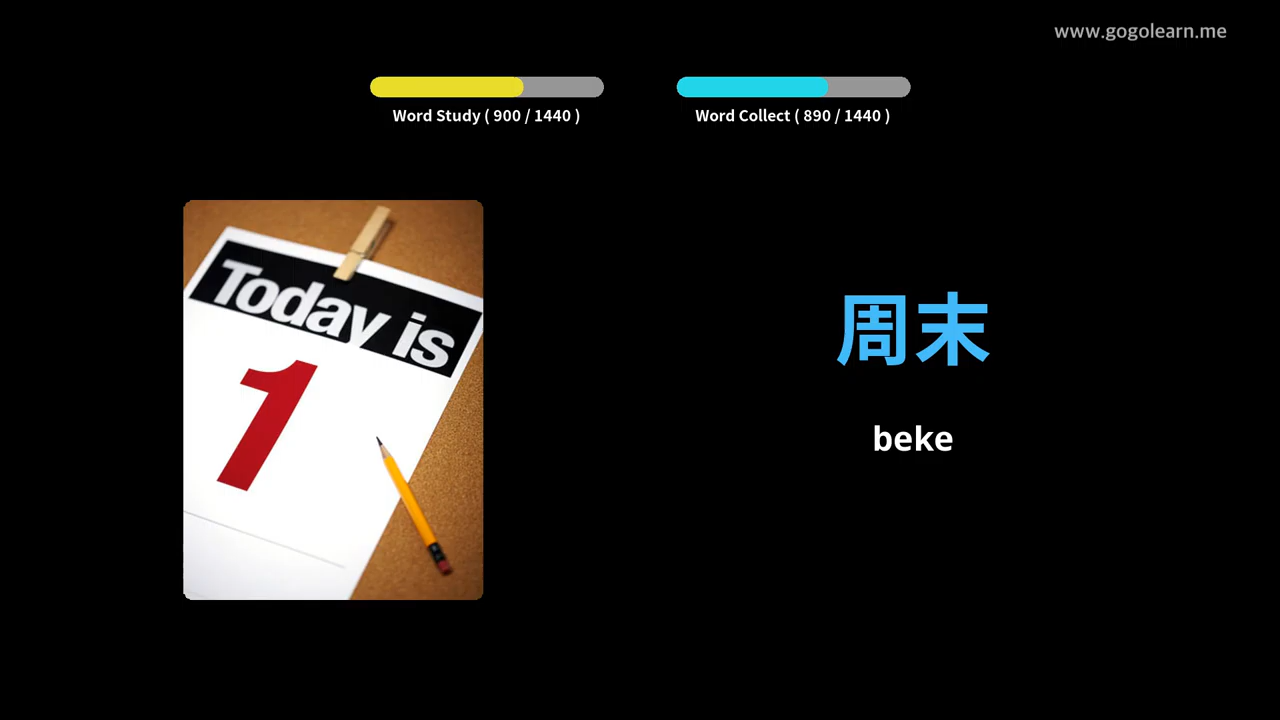 www.gogolearn.me
Word Study ( 900 / 1440 )
Word Collect ( 890 / 1440 )
Today is
1
周末
beke